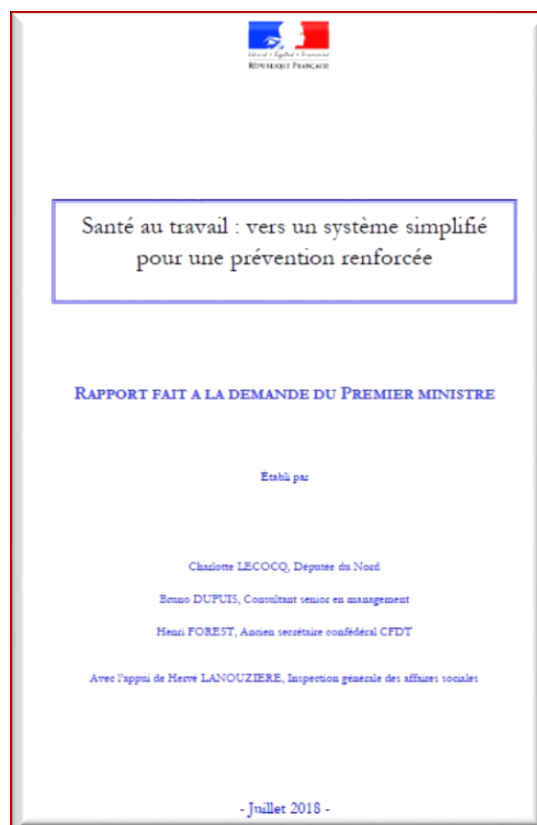 Liberté • Égalité • Fraternité
RÉPUBLIQUE FRANÇAISE
Santé au travail : vers un système simplifié
pour une prévention renforcée
RAPPORT FAIT A LA DEMANDE DU PREMIER MINISTRE
Établi par
Charlotte LECOCQ, Députée du Nord
Bruno DUPUIS, Consultant senior en management
Henri FOREST, Ancien secrétaire confédéral CFDT
Avec l'appui de Hervé LANOUZIERE, Inspection générale des affaires sociales
- Juillet 2018 -